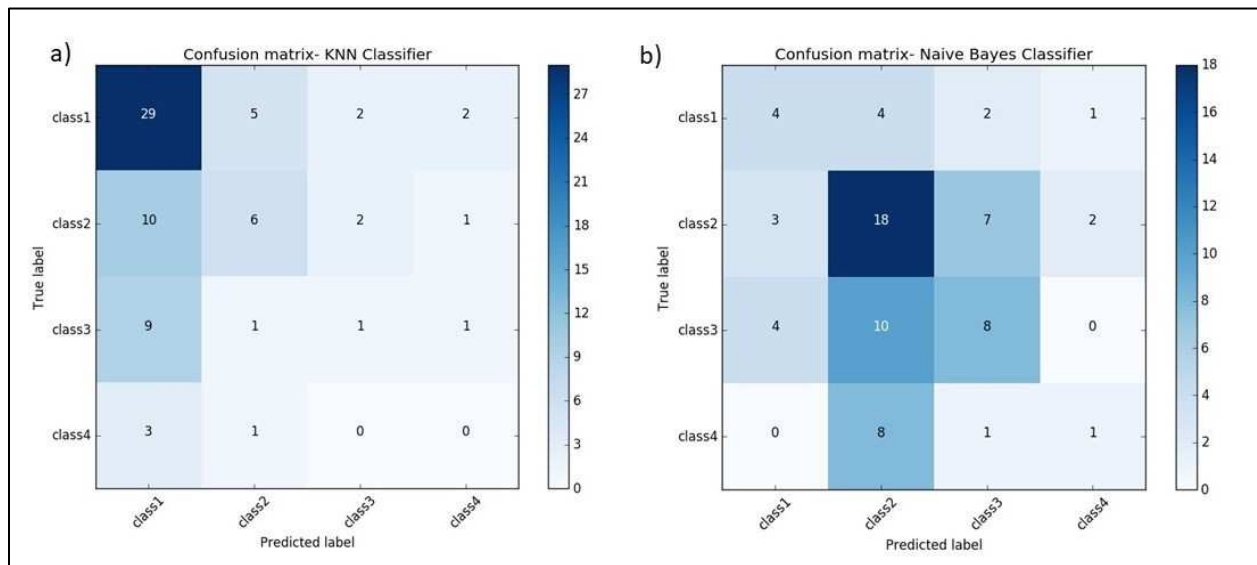 a)
Confusion matrix- KNN Classifier
class1 29 5 2 2
class2 10 6 2 1
class3 9 1 1 1
class4 3 1 0 0
class1 class2 class3 class4
True label
Predicted label
27
24
21
18
15
12
9
6
3
0
b)
Confusion matrix- Naive Bayes Classifier
class1 4 4 2 1
class2 3 18 7 2
class3 4 10 8 0
class4 0 8 1 1
class1 class2 class3 class4
True label
Predicted label
18
16
14
12
10
8
6
4
2
0